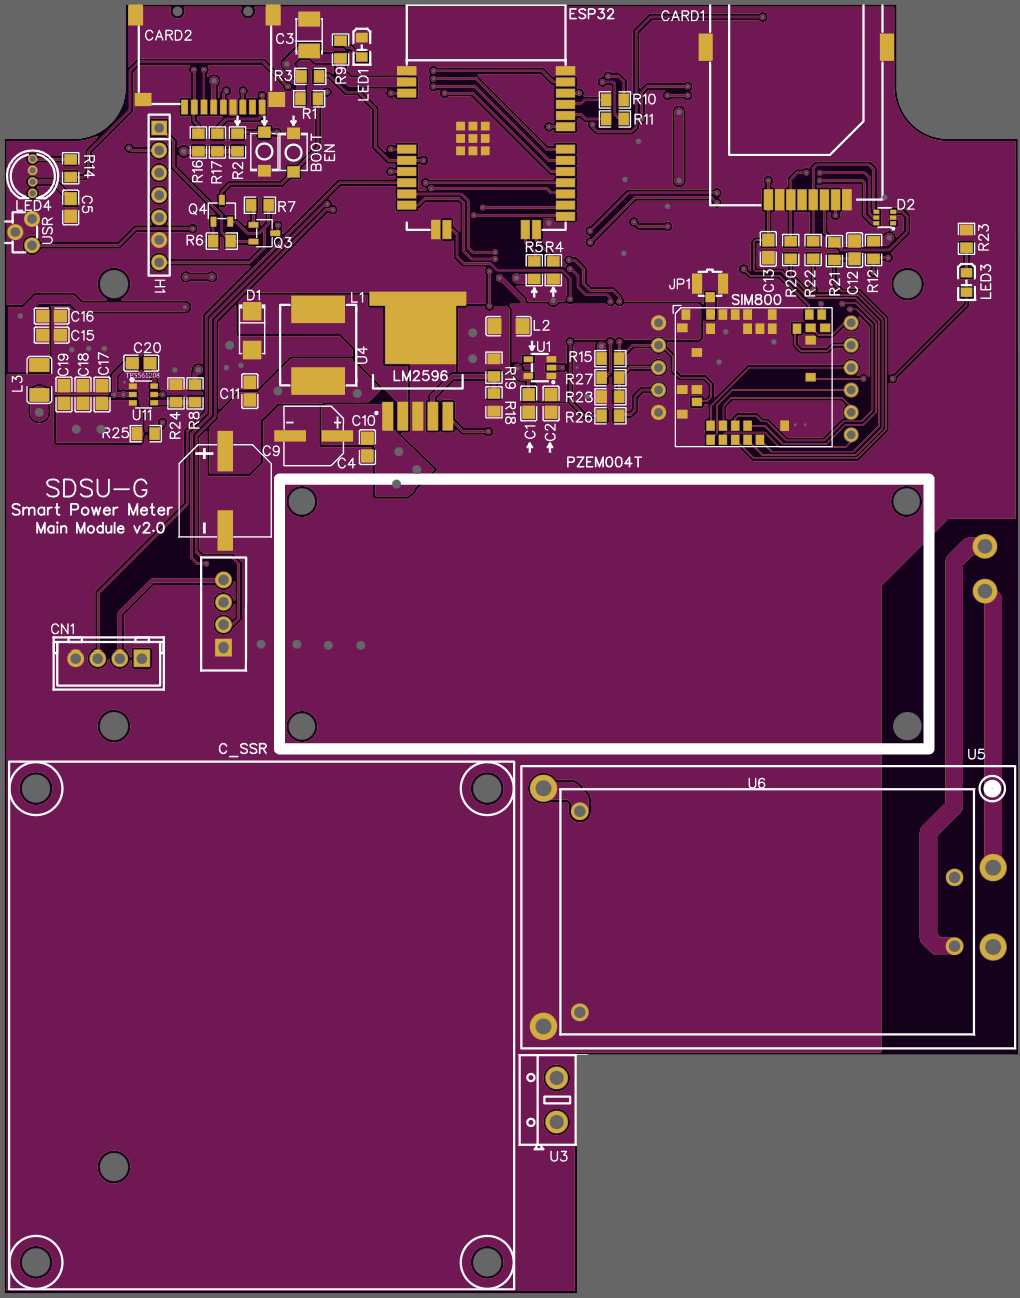 ESP32
CARD1
CARD2
C3
R9
LED1
R3
R1
R10
R11
R16
R17
R2
BOOT
EN
R14
LED4
C5
USR
Q4
R7
R6
Q3
D2
R5
R4
C13
R20
R22
R21
C12
R12
R23
LED3
H1
JP1
SIM800
D1
L1
C16
C15
L2
U4
U1
C20
R15
C19
C18
C17
TPS561208
LM2596
R19
R27
L3
C11
R23
U11
R24
R8
R18
R26
C10
R25
C1
C2
+
C9
C4
PZEM004T
SDSU-G
Smart Power Meter
Main Module v2.0
CN1
C_SSR
U5
U6
U3